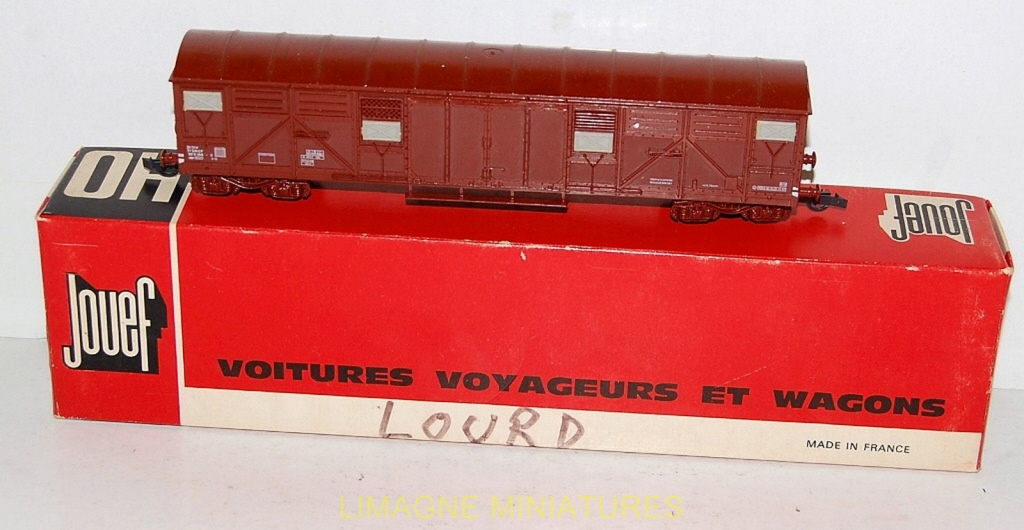 HO
Jouef
Jouef
VOITURES VOYAGEURS ET WAGONS
LOURD
MADE IN FRANCE
LIMAGNE MINIATURES